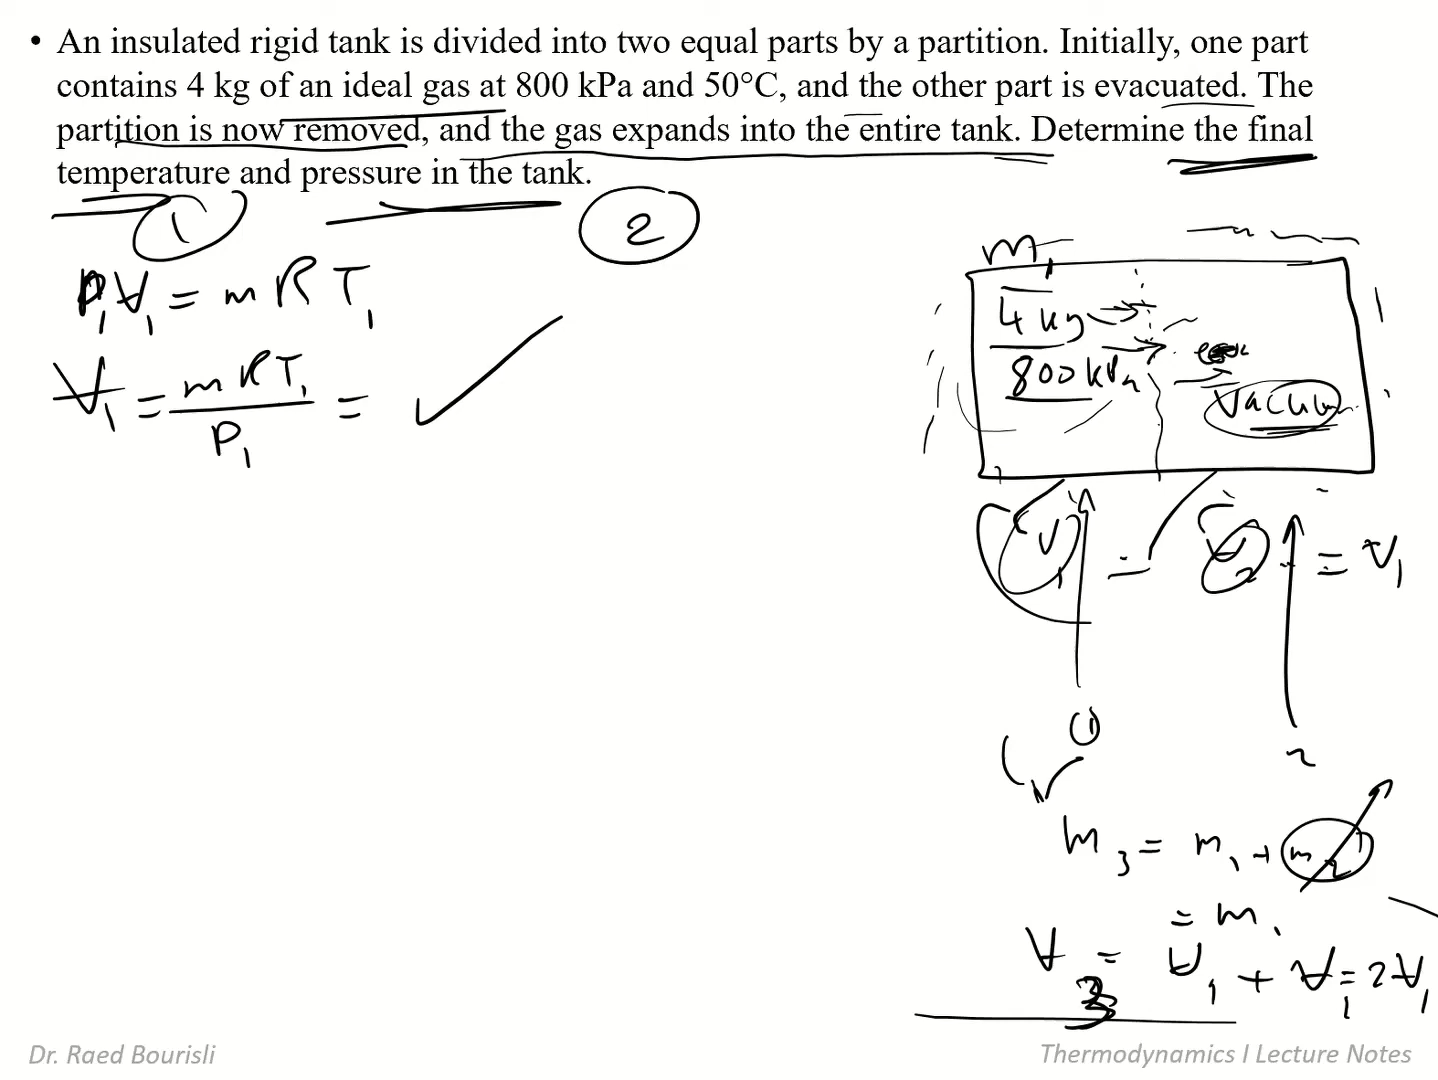 • An insulated rigid tank is divided into two equal parts by a partition. Initially, one part
contains 4 kg of an ideal gas at 800 kPa and 50°C, and the other part is evacuated. The
partition is now removed, and the gas expands into the entire tank. Determine the final
temperature and pressure in the tank.
1
2
P₁V₁ = m R T₁
V₁ = m R T₁ / P₁ =
m₁
4 kg
800 kPa
Vacuum
V₁ = V₂ = V₁
1
2
m₃ = m₁ + m₂
= m₁
V₃ = V₁ + V₁ = 2V₁
Dr. Raed Bourisli
Thermodynamics I Lecture Notes